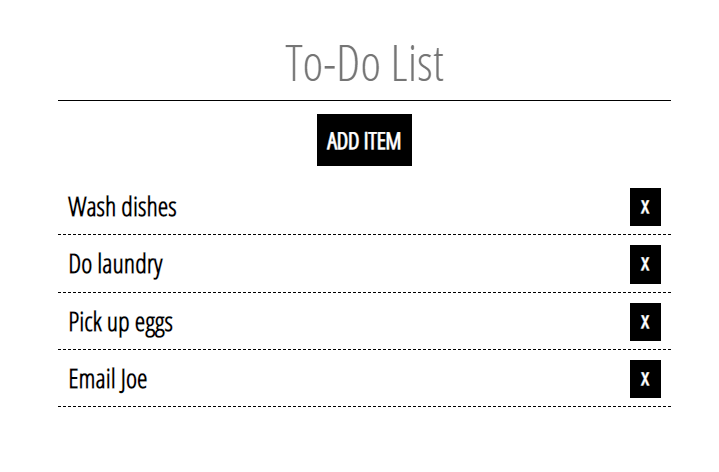 To-Do List
ADD ITEM
Wash dishes X
Do laundry X
Pick up eggs X
Email Joe X